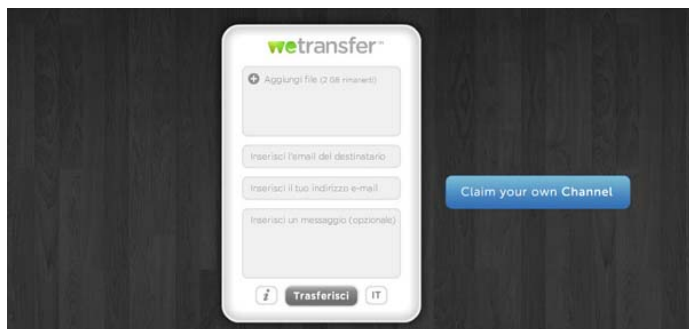 wetransfer™
Aggiungi file (2 GB rimanenti)
Inserisci l'email del destinatario
Inserisci il tuo indirizzo e-mail
Inserisci un messaggio (opzionale)
Claim your own Channel
i Trasferisci IT